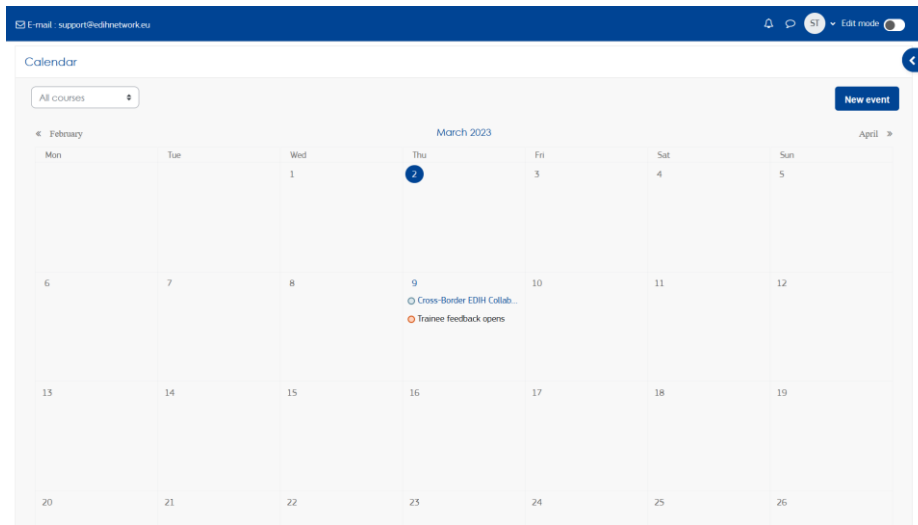 E-mail : support@edihnetwork.eu ST Edit mode
Calendar
All courses New event
« February March 2023 April »
Mon Tue Wed Thu Fri Sat Sun
1 2 3 4 5
6 7 8 9 10 11 12
Cross-Border EDIH Collab...
Trainee feedback opens
13 14 15 16 17 18 19
20 21 22 23 24 25 26